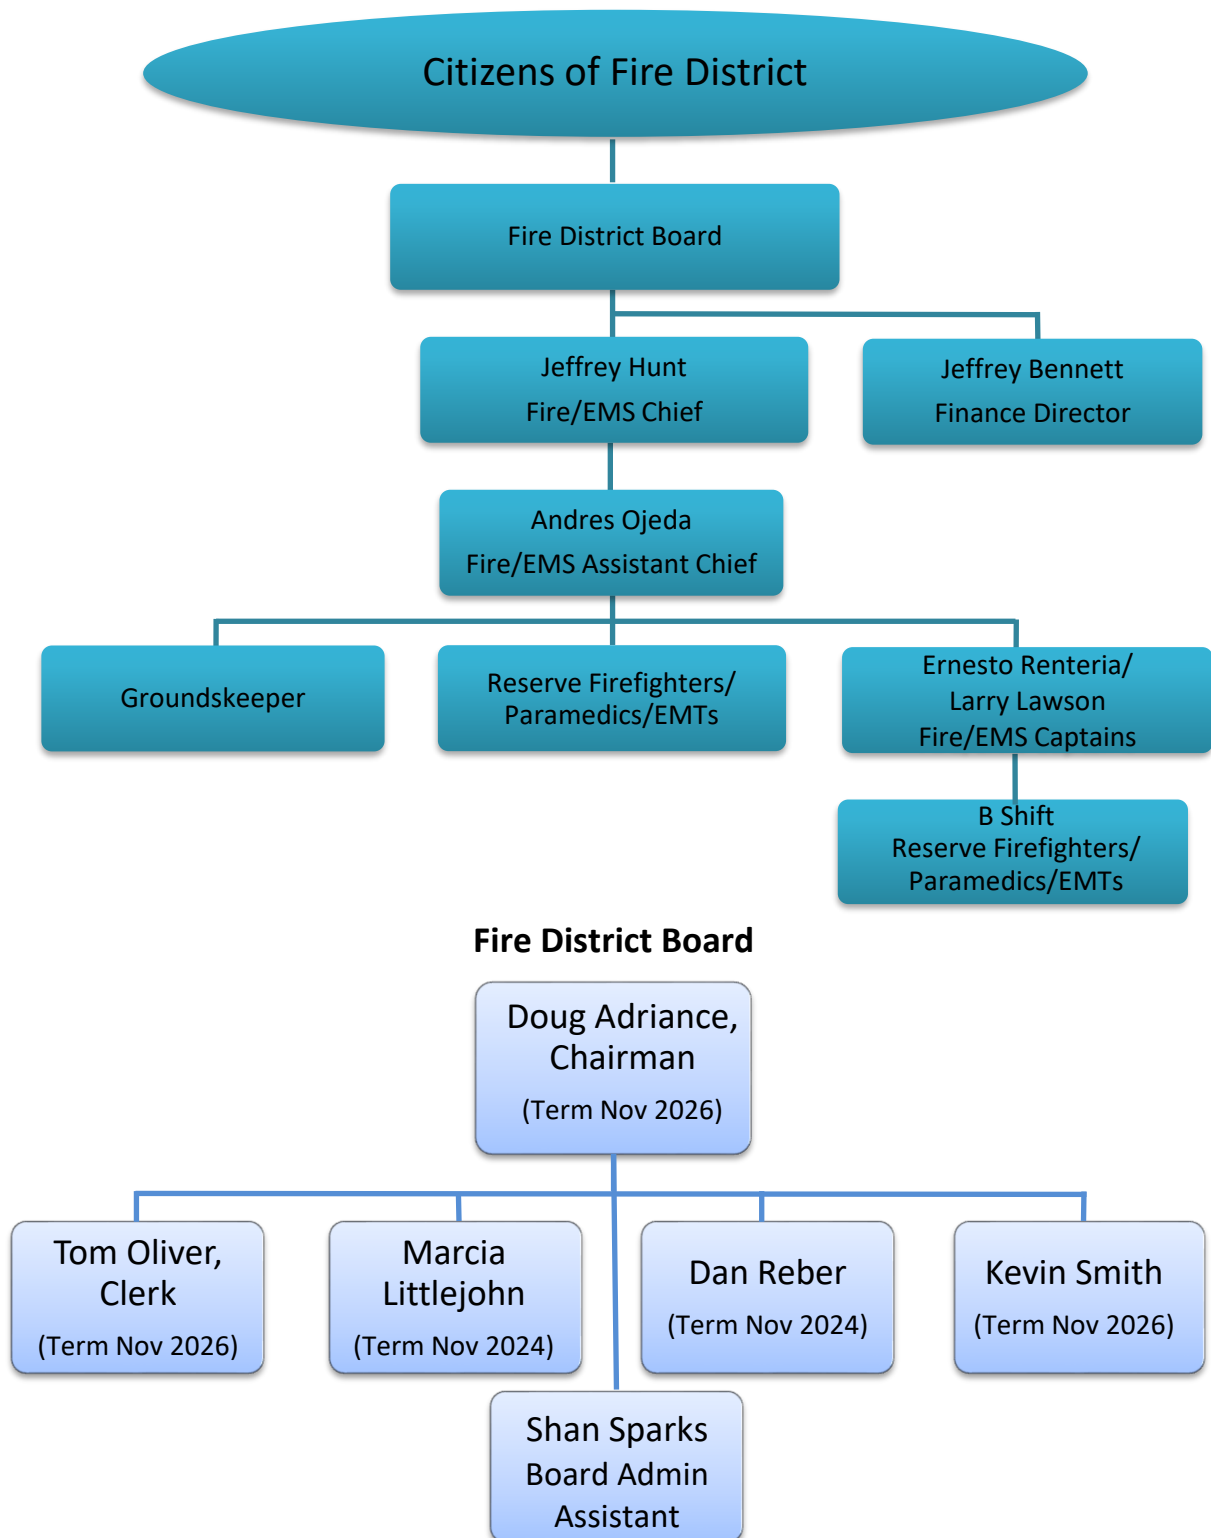 Citizens of Fire District
Fire District Board
Jeffrey Hunt
Fire/EMS Chief
Jeffrey Bennett
Finance Director
Andres Ojeda
Fire/EMS Assistant Chief
Groundskeeper
Reserve Firefighters/
Paramedics/EMTs
Ernesto Renteria/
Larry Lawson
Fire/EMS Captains
B Shift
Reserve Firefighters/
Paramedics/EMTs
Fire District Board
Doug Adriance,
Chairman
(Term Nov 2026)
Tom Oliver,
Clerk
(Term Nov 2026)
Marcia
Littlejohn
(Term Nov 2024)
Dan Reber
(Term Nov 2024)
Kevin Smith
(Term Nov 2026)
Shan Sparks
Board Admin
Assistant